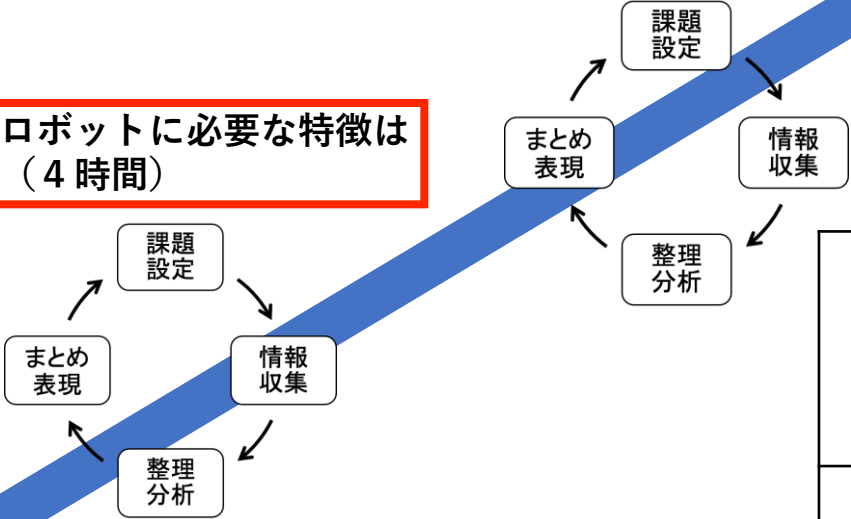 課題
設定
まとめ
表現
情報
収集
整理
分析
ロボットに必要な特徴は
（４時間）
課題
設定
まとめ
表現
情報
収集
整理
分析